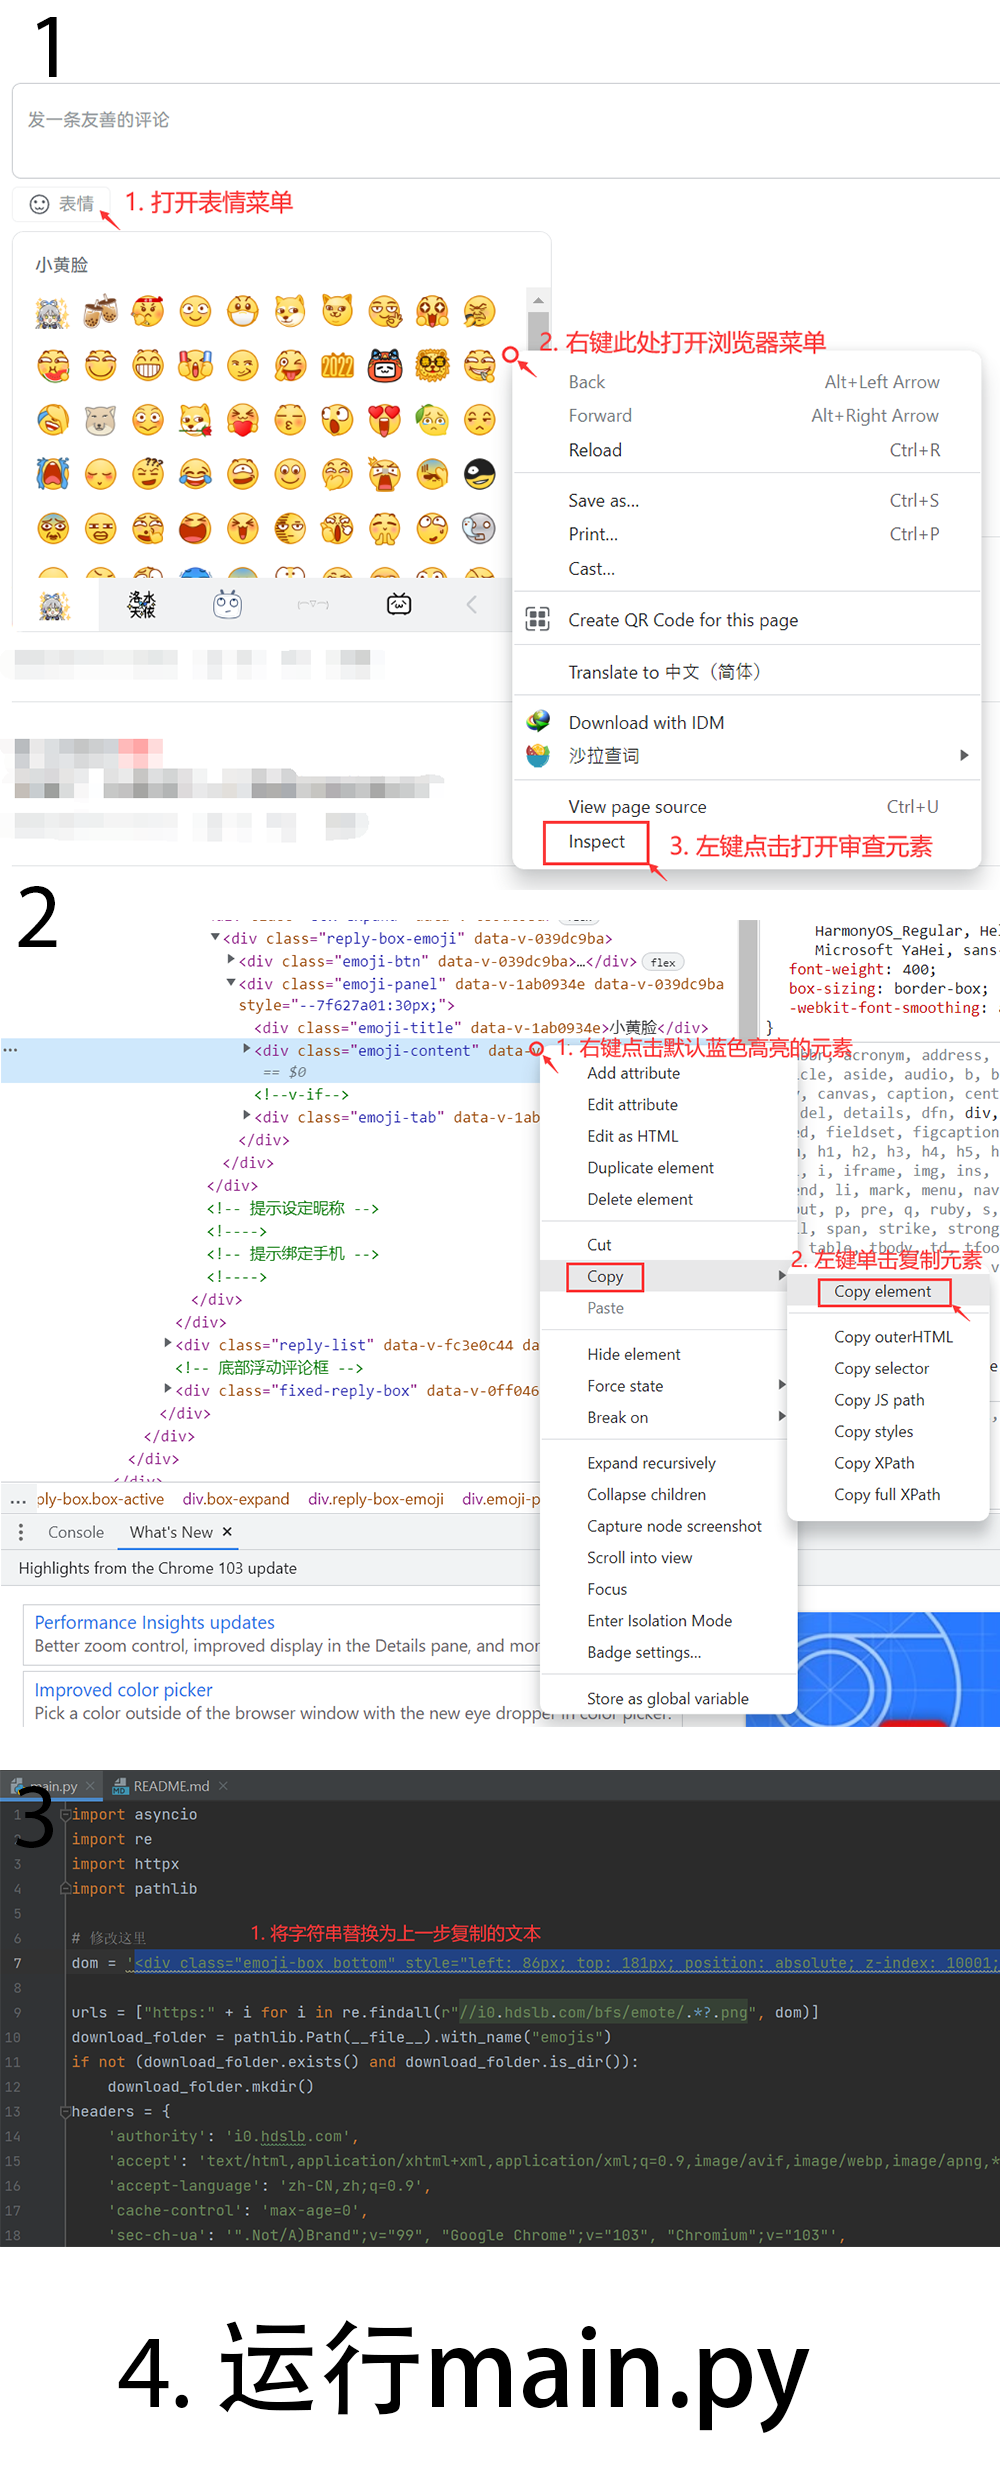 1
发一条友善的评论
表情
1. 打开表情菜单
小黄脸
2. 右键此处打开浏览器菜单
Back Alt+Left Arrow
Forward Alt+Right Arrow
Reload Ctrl+R
Save as... Ctrl+S
Print... Ctrl+P
Cast...
Create QR Code for this page
Translate to 中文（简体）
Download with IDM
沙拉查词
View page source Ctrl+U
Inspect
3. 左键点击打开审查元素
2
<div class="reply-box-emoji" data-v-039dc9ba>
<div class="emoji-btn" data-v-039dc9ba>…</div> flex
<div class="emoji-panel" data-v-1ab0934e data-v-039dc9ba
style="--7f627a01:30px;">
<div class="emoji-title" data-v-1ab0934e>小黄脸</div>
<div class="emoji-content" data-v
== $0
<!--v-if-->
<div class="emoji-tab" data-v-1ab
</div>
</div>
</div>
<!-- 提示设定昵称 -->
<!---->
<!-- 提示绑定手机 -->
<!---->
</div>
</div>
<div class="reply-list" data-v-fc3e0c44 da
<!-- 底部浮动评论框 -->
<div class="fixed-reply-box" data-v-0ff046
</div>
</div>
</div>
</div>
HarmonyOS_Regular, Hel
Microsoft YaHei, sans-
font-weight: 400;
box-sizing: border-box;
-webkit-font-smoothing:
}
1. 右键点击默认蓝色高亮的元素
bbr, acronym, address,
icle, aside, audio, b, b
, canvas, caption, cent
del, details, dfn, div,
ed, fieldset, figcaption
, h1, h2, h3, h4, h5, h
, i, iframe, img, ins,
end, li, mark, menu, nav
out, p, pre, q, ruby, s,
ll, span, strike, strong
table, tbody, td, tfoo
Add attribute
Edit attribute
Edit as HTML
Duplicate element
Delete element
Cut
Copy
Paste
Hide element
Force state
Break on
Expand recursively
Collapse children
Capture node screenshot
Scroll into view
Focus
Enter Isolation Mode
Badge settings...
Store as global variable
2. 左键单击复制元素
Copy element
Copy outerHTML
Copy selector
Copy JS path
Copy styles
Copy XPath
Copy full XPath
... ply-box.box-active div.box-expand div.reply-box-emoji div.emoji-p
Console What's New ×
Highlights from the Chrome 103 update
Performance Insights updates
Better zoom control, improved display in the Details pane, and mor
Improved color picker
Pick a color outside of the browser window with the new eye dropper in color picker.
3
main.py × README.md ×
1 import asyncio
2 import re
3 import httpx
4 import pathlib
5
6 # 修改这里
1. 将字符串替换为上一步复制的文本
7 dom = '<div class="emoji-box bottom" style="left: 86px; top: 181px; position: absolute; z-index: 10001;
8
9 urls = ["https:" + i for i in re.findall(r"//i0.hdslb.com/bfs/emote/.*?.png", dom)]
10 download_folder = pathlib.Path(__file__).with_name("emojis")
11 if not (download_folder.exists() and download_folder.is_dir()):
12 download_folder.mkdir()
13 headers = {
14 'authority': 'i0.hdslb.com',
15 'accept': 'text/html,application/xhtml+xml,application/xml;q=0.9,image/avif,image/webp,image/apng,*
16 'accept-language': 'zh-CN,zh;q=0.9',
17 'cache-control': 'max-age=0',
18 'sec-ch-ua': '".Not/A)Brand";v="99", "Google Chrome";v="103", "Chromium";v="103"',
4. 运行main.py